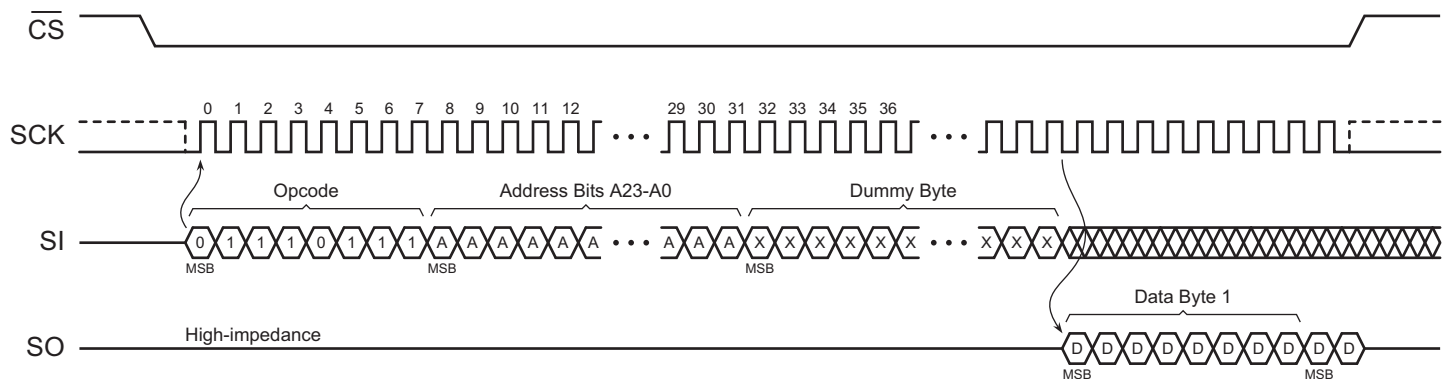 CS
0 1 2 3 4 5 6 7 8 9 10 11 12 29 30 31 32 33 34 35 36
SCK
Opcode Address Bits A23-A0 Dummy Byte
SI 0 1 1 1 0 1 1 1 A A A A A A A A A X X X X X X X X X
MSB MSB MSB
Data Byte 1
High-impedance
SO D D D D D D D D D D
MSB MSB